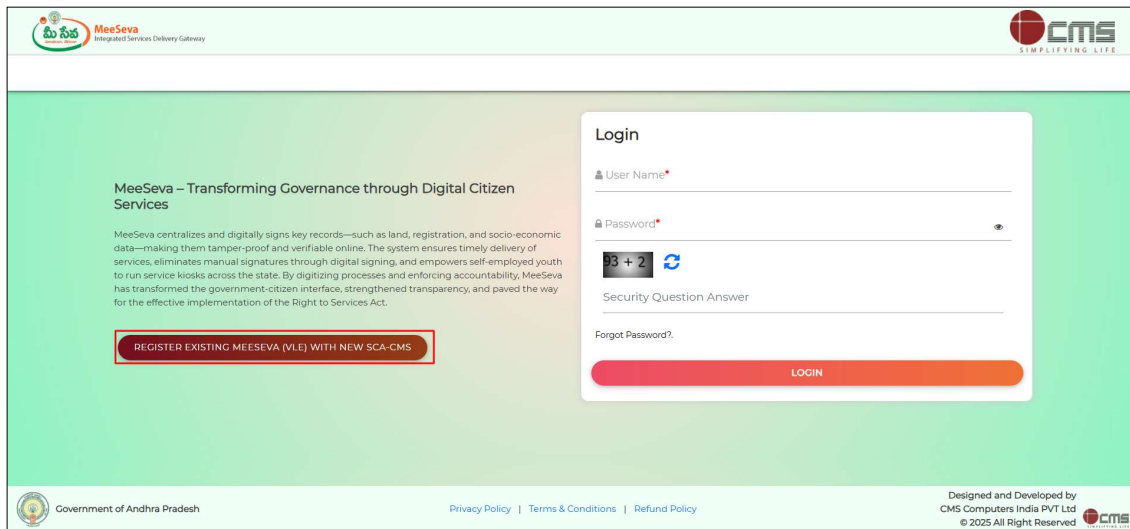 మీ సేవ
MeeSeva
Integrated Services Delivery Gateway
cms
SIMPLIFYING LIFE
MeeSeva – Transforming Governance through Digital Citizen
Services
MeeSeva centralizes and digitally signs key records—such as land, registration, and socio-economic
data—making them tamper-proof and verifiable online. The system ensures timely delivery of
services, eliminates manual signatures through digital signing, and empowers self-employed youth
to run service kiosks across the state. By digitizing processes and enforcing accountability, MeeSeva
has transformed the government-citizen interface, strengthened transparency, and paved the way
for the effective implementation of the Right to Services Act.
REGISTER EXISTING MEESEVA (VLE) WITH NEW SCA-CMS
Login
User Name*
Password*
93 + 2
Security Question Answer
Forgot Password?.
LOGIN
Government of Andhra Pradesh
Privacy Policy | Terms & Conditions | Refund Policy
Designed and Developed by
CMS Computers India PVT Ltd
© 2025 All Right Reserved
cms
SIMPLIFYING LIFE